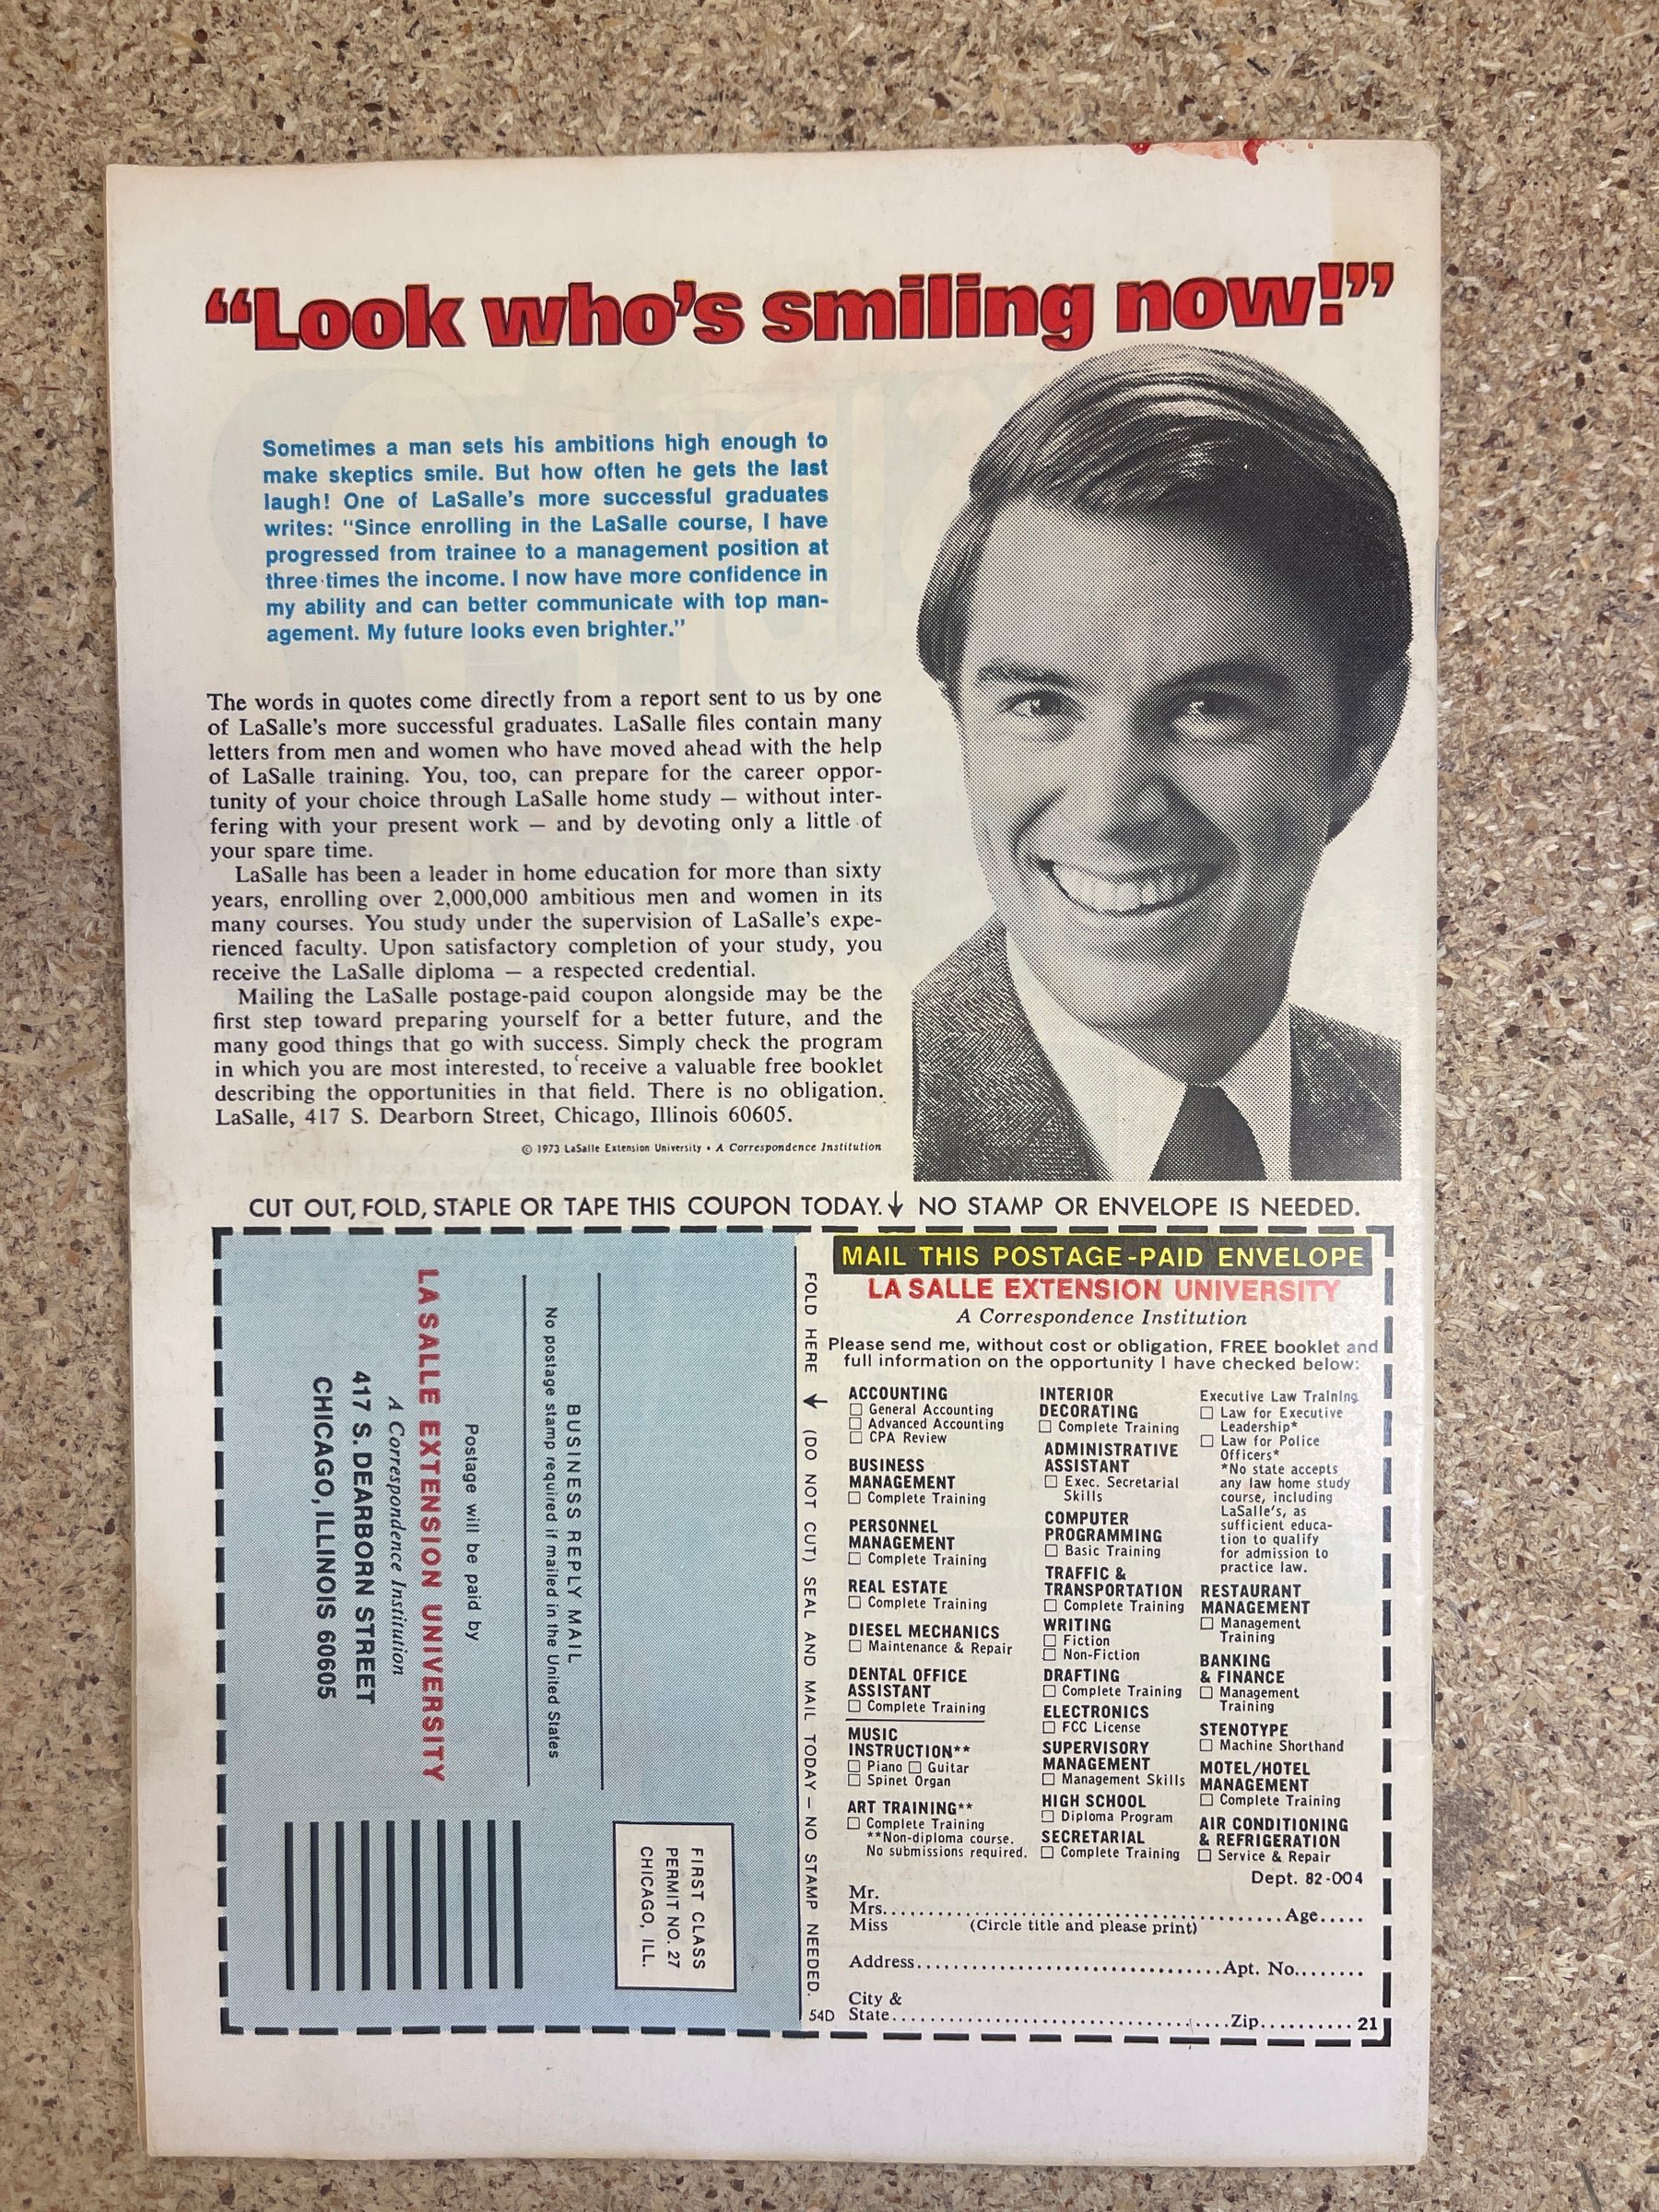 “Look who’s smiling now!”
Sometimes a man sets his ambitions high enough to
make skeptics smile. But how often he gets the last
laugh! One of LaSalle’s more successful graduates
writes: “Since enrolling in the LaSalle course, I have
progressed from trainee to a management position at
three times the income. I now have more confidence in
my ability and can better communicate with top man-
agement. My future looks even brighter.”
The words in quotes come directly from a report sent to us by one
of LaSalle’s more successful graduates. LaSalle files contain many
letters from men and women who have moved ahead with the help
of LaSalle training. You, too, can prepare for the career oppor-
tunity of your choice through LaSalle home study — without inter-
fering with your present work — and by devoting only a little of
your spare time.
LaSalle has been a leader in home education for more than sixty
years, enrolling over 2,000,000 ambitious men and women in its
many courses. You study under the supervision of LaSalle’s expe-
rienced faculty. Upon satisfactory completion of your study, you
receive the LaSalle diploma — a respected credential.
Mailing the LaSalle postage-paid coupon alongside may be the
first step toward preparing yourself for a better future, and the
many good things that go with success. Simply check the program
in which you are most interested, to receive a valuable free booklet
describing the opportunities in that field. There is no obligation.
LaSalle, 417 S. Dearborn Street, Chicago, Illinois 60605.
© 1973 LaSalle Extension University • A Correspondence Institution
CUT OUT, FOLD, STAPLE OR TAPE THIS COUPON TODAY.↓ NO STAMP OR ENVELOPE IS NEEDED.
FIRST CLASS
PERMIT NO. 27
CHICAGO, ILL.
BUSINESS REPLY MAIL
No postage stamp required if mailed in the United States
Postage will be paid by
LA SALLE EXTENSION UNIVERSITY
A Correspondence Institution
417 S. DEARBORN STREET
CHICAGO, ILLINOIS 60605
FOLD HERE ↓ (DO NOT CUT) SEAL AND MAIL TODAY — NO STAMP NEEDED.
54D
MAIL THIS POSTAGE-PAID ENVELOPE
LA SALLE EXTENSION UNIVERSITY
A Correspondence Institution
Please send me, without cost or obligation, FREE booklet and
full information on the opportunity I have checked below:
ACCOUNTING
☐ General Accounting
☐ Advanced Accounting
☐ CPA Review
BUSINESS
MANAGEMENT
☐ Complete Training
PERSONNEL
MANAGEMENT
☐ Complete Training
REAL ESTATE
☐ Complete Training
DIESEL MECHANICS
☐ Maintenance & Repair
DENTAL OFFICE
ASSISTANT
☐ Complete Training
MUSIC
INSTRUCTION**
☐ Piano ☐ Guitar
☐ Spinet Organ
ART TRAINING**
☐ Complete Training
**Non-diploma course.
No submissions required.
INTERIOR
DECORATING
☐ Complete Training
ADMINISTRATIVE
ASSISTANT
☐ Exec. Secretarial
Skills
COMPUTER
PROGRAMMING
☐ Basic Training
TRAFFIC &
TRANSPORTATION
☐ Complete Training
WRITING
☐ Fiction
☐ Non-Fiction
DRAFTING
☐ Complete Training
ELECTRONICS
☐ FCC License
SUPERVISORY
MANAGEMENT
☐ Management Skills
HIGH SCHOOL
☐ Diploma Program
SECRETARIAL
☐ Complete Training
Executive Law Training
☐ Law for Executive
Leadership*
☐ Law for Police
Officers*
*No state accepts
any law home study
course, including
LaSalle’s, as
sufficient educa-
tion to qualify
for admission to
practice law.
RESTAURANT
MANAGEMENT
☐ Management
Training
BANKING
& FINANCE
☐ Management
Training
STENOTYPE
☐ Machine Shorthand
MOTEL/HOTEL
MANAGEMENT
☐ Complete Training
AIR CONDITIONING
& REFRIGERATION
☐ Service & Repair
Dept. 82-004
Mr.
Mrs. Age
Miss (Circle title and please print)
Address Apt. No.
City &
State Zip 21